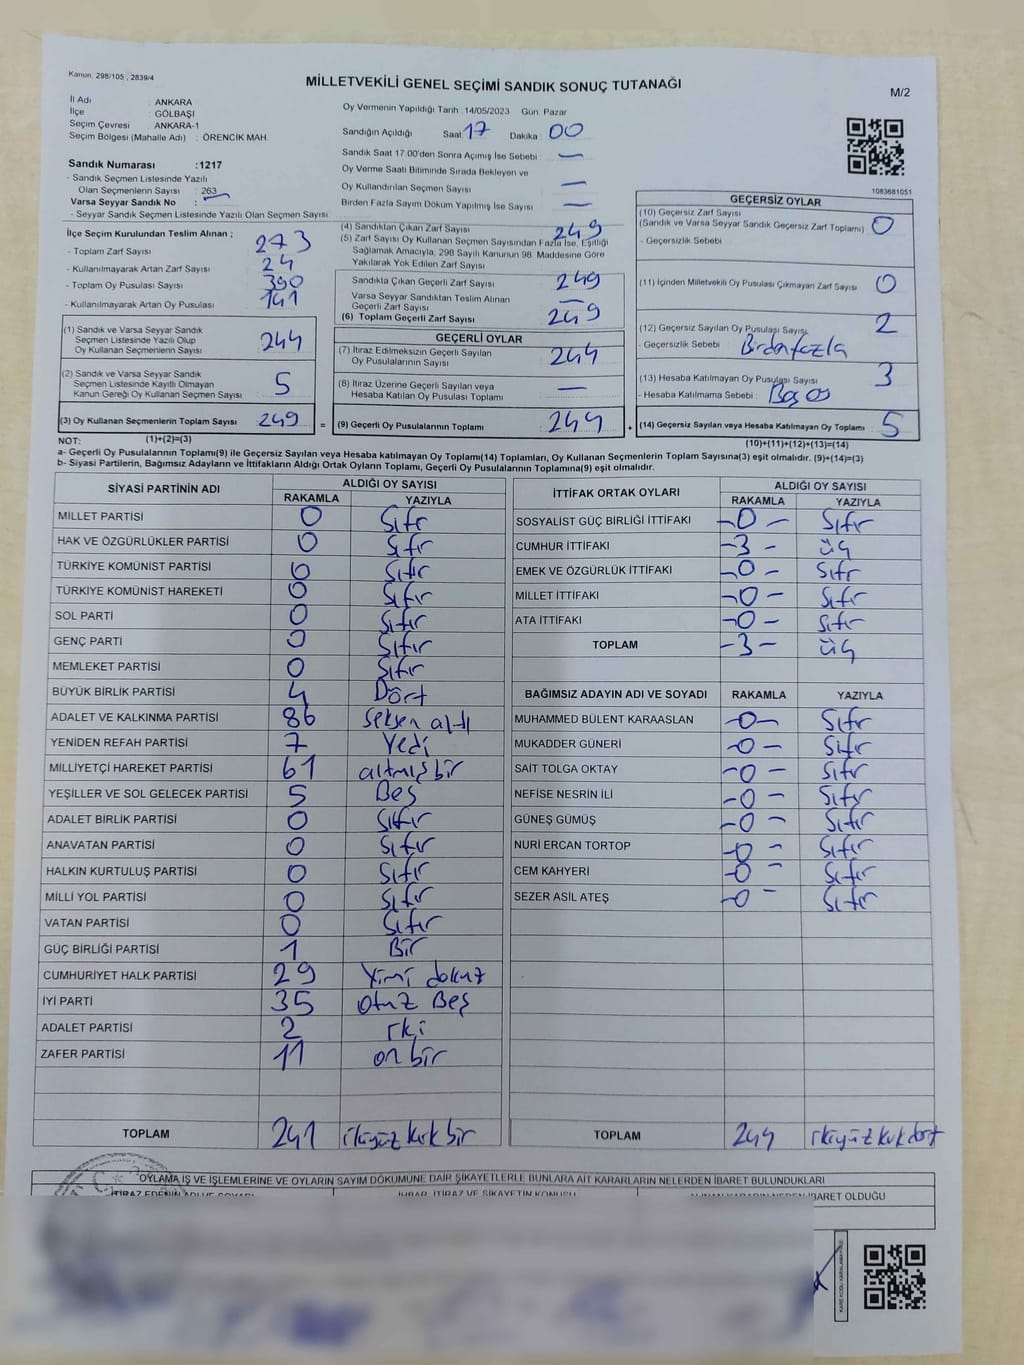 Kanun, 298/105 , 2839/4
MİLLETVEKİLİ GENEL SEÇİMİ SANDIK SONUÇ TUTANAĞI
M/2
İl Adı : ANKARA
İlçe : GÖLBAŞI
Seçim Çevresi : ANKARA-1
Seçim Bölgesi (Mahalle Adı) : ÖRENCİK MAH.
Oy Vermenin Yapıldığı Tarih : 14/05/2023 Gün: Pazar
Sandığın Açıldığı Saat 17 Dakika : 00
Sandık Saat 17.00'den Sonra Açımış İse Sebebi : —
Oy Verme Saati Bitiminde Sırada Bekleyen ve
Oy Kullandırılan Seçmen Sayısı —
Birden Fazla Sayım Döküm Yapılmış İse Sayısı : —
Sandık Numarası :1217
- Sandık Seçmen Listesinde Yazılı
Olan Seçmenlerin Sayısı : 263
Varsa Seyyar Sandık No :
- Seyyar Sandık Seçmen Listesinde Yazılı Olan Seçmen Sayısı
İlçe Seçim Kurulundan Teslim Alınan ;
- Toplam Zarf Sayısı : 273
- Kullanılmayarak Artan Zarf Sayısı : 24
- Toplam Oy Pusulası Sayısı : 390
- Kullanılmayarak Artan Oy Pusulası : 141
(1) Sandık ve Varsa Seyyar Sandık
Seçmen Listesinde Yazılı Olup
Oy Kullanan Seçmenlerin Sayısı : 244
(2) Sandık ve Varsa Seyyar Sandık
Seçmen Listesinde Kayıtlı Olmayan
Kanun Gereği Oy Kullanan Seçmen Sayısı : 5
(3) Oy Kullanan Seçmenlerin Toplam Sayısı : 249 =
(4) Sandıktan Çıkan Zarf Sayısı : 249
(5) Zarf Sayısı Oy Kullanan Seçmen Sayısından Fazla İse, Eşitliği
Sağlamak Amacıyla, 298 Sayılı Kanunun 98. Maddesine Göre
Yakılarak Yok Edilen Zarf Sayısı :
Sandıkta Çıkan Geçerli Zarf Sayısı : 249
Varsa Seyyar Sandıktan Teslim Alınan
Geçerli Zarf Sayısı : —
(6) Toplam Geçerli Zarf Sayısı : 249
GEÇERLİ OYLAR
(7) İtiraz Edilmeksizin Geçerli Sayılan
Oy Pusulalarının Sayısı : 244
(8) İtiraz Üzerine Geçerli Sayılan veya
Hesaba Katılan Oy Pusulası Toplamı : —
(9) Geçerli Oy Pusulalarının Toplamı : 244 +
1083681051
GEÇERSİZ OYLAR
(10) Geçersiz Zarf Sayısı : 0
(Sandık ve Varsa Seyyar Sandık Geçersiz Zarf Toplamı)
- Geçersizlik Sebebi :
(11) İçinden Milletvekili Oy Pusulası Çıkmayan Zarf Sayısı : 0
(12) Geçersiz Sayılan Oy Pusulası Sayısı : 2
- Geçersizlik Sebebi : Birdenfazla
(13) Hesaba Katılmayan Oy Pusulası Sayısı : 3
- Hesaba Katılmama Sebebi : Boş
(14) Geçersiz Sayılan veya Hesaba Katılmayan Oy Toplamı : 5
NOT: (1)+(2)=(3)
(10)+(11)+(12)+(13)=(14)
a- Geçerli Oy Pusulalarının Toplamı(9) ile Geçersiz Sayılan veya Hesaba katılmayan Oy Toplamı(14) Toplamları, Oy Kullanan Seçmenlerin Toplam Sayısına(3) eşit olmalıdır. (9)+(14)=(3)
b- Siyasi Partilerin, Bağımsız Adayların ve İttifakların Aldığı Ortak Oyların Toplamı, Geçerli Oy Pusulalarının Toplamına(9) eşit olmalıdır.
SİYASİ PARTİNİN ADI ALDIĞI OY SAYISI
RAKAMLA YAZIYLA
MİLLET PARTİSİ 0 Sıfr
HAK VE ÖZGÜRLÜKLER PARTİSİ 0 Sıfır
TÜRKİYE KOMÜNİST PARTİSİ 0 Sıfır
TÜRKİYE KOMÜNİST HAREKETİ 0 Sıfır
SOL PARTİ 0 Sıfır
GENÇ PARTİ 0 Sıfır
MEMLEKET PARTİSİ 0 Sıfır
BÜYÜK BİRLİK PARTİSİ 4 Dört
ADALET VE KALKINMA PARTİSİ 86 Seksen altı
YENİDEN REFAH PARTİSİ 7 Yedi
MİLLİYETÇİ HAREKET PARTİSİ 61 altmış bir
YEŞİLLER VE SOL GELECEK PARTİSİ 5 Beş
ADALET BİRLİK PARTİSİ 0 Sıfır
ANAVATAN PARTİSİ 0 Sıfır
HALKIN KURTULUŞ PARTİSİ 0 Sıfır
MİLLİ YOL PARTİSİ 0 Sıfır
VATAN PARTİSİ 0 Sıfır
GÜÇ BİRLİĞİ PARTİSİ 1 Bir
CUMHURİYET HALK PARTİSİ 29 Yirmi dokuz
İYİ PARTİ 35 otuz Beş
ADALET PARTİSİ 2 iki
ZAFER PARTİSİ 11 on bir
TOPLAM 241 ikiyüz kırk bir
İTTİFAK ORTAK OYLARI ALDIĞI OY SAYISI
RAKAMLA YAZIYLA
SOSYALİST GÜÇ BİRLİĞİ İTTİFAKI -0- Sıfır
CUMHUR İTTİFAKI -3- üç
EMEK VE ÖZGÜRLÜK İTTİFAKI -0- Sıfr
MİLLET İTTİFAKI -0- Sıfır
ATA İTTİFAKI -0- Sıfır
TOPLAM -3- üç
BAĞIMSIZ ADAYIN ADI VE SOYADI RAKAMLA YAZIYLA
MUHAMMED BÜLENT KARAASLAN -0- Sıfır
MUKADDER GÜNERİ -0- Sıfır
SAİT TOLGA OKTAY -0- Sıfır
NEFİSE NESRİN İLİ -0- Sıfır
GÜNEŞ GÜMÜŞ -0- Sıfır
NURİ ERCAN TORTOP -0- Sıfır
CEM KAHYERİ -0- Sıfır
SEZER ASİL ATEŞ -0- Sıfır
TOPLAM 244 ikiyüz kırk dört
OYLAMA İŞ VE İŞLEMLERİNE VE OYLARIN SAYIM DÖKÜMÜNE DAİR ŞİKAYETLERLE BUNLARA AİT KARARLARIN NELERDEN İBARET BULUNDUKLARI